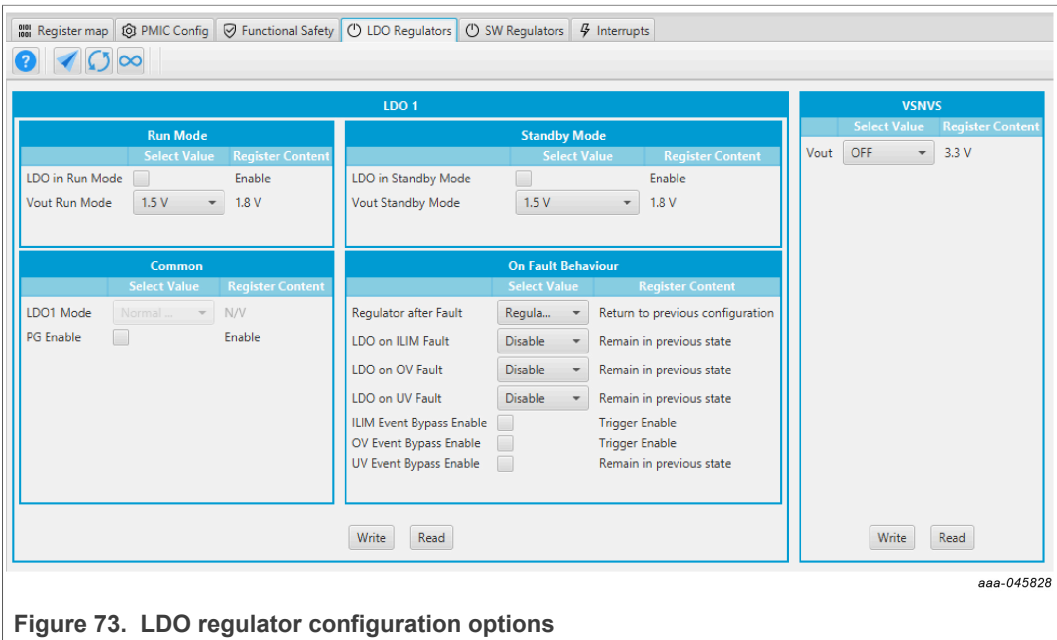 Register map PMIC Config Functional Safety LDO Regulators SW Regulators Interrupts
LDO 1
Run Mode
Select Value Register Content
LDO in Run Mode Enable
Vout Run Mode 1.5 V 1.8 V
Standby Mode
Select Value Register Content
LDO in Standby Mode Enable
Vout Standby Mode 1.5 V 1.8 V
Common
Select Value Register Content
LDO1 Mode Normal ... N/V
PG Enable Enable
On Fault Behaviour
Select Value Register Content
Regulator after Fault Regula... Return to previous configuration
LDO on ILIM Fault Disable Remain in previous state
LDO on OV Fault Disable Remain in previous state
LDO on UV Fault Disable Remain in previous state
ILIM Event Bypass Enable Trigger Enable
OV Event Bypass Enable Trigger Enable
UV Event Bypass Enable Remain in previous state
Write Read
VSNVS
Select Value Register Content
Vout OFF 3.3 V
Write Read
aaa-045828
Figure 73. LDO regulator configuration options